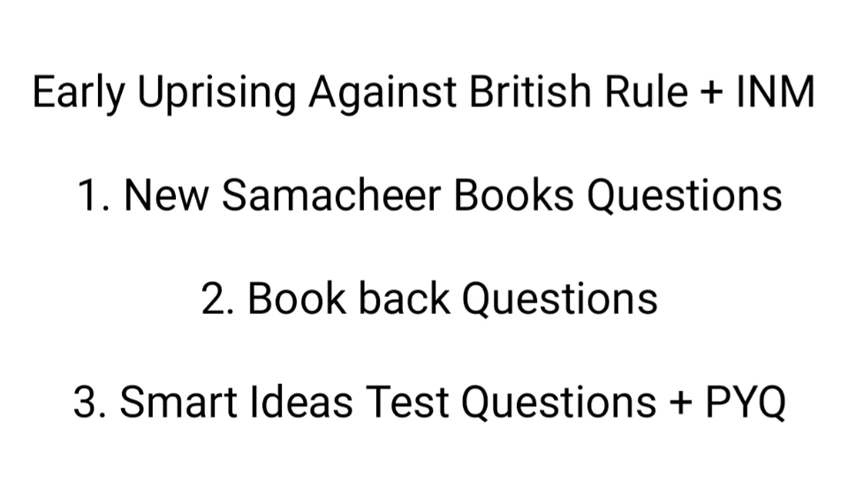 Early Uprising Against British Rule + INM
1. New Samacheer Books Questions
2. Book back Questions
3. Smart Ideas Test Questions + PYQ